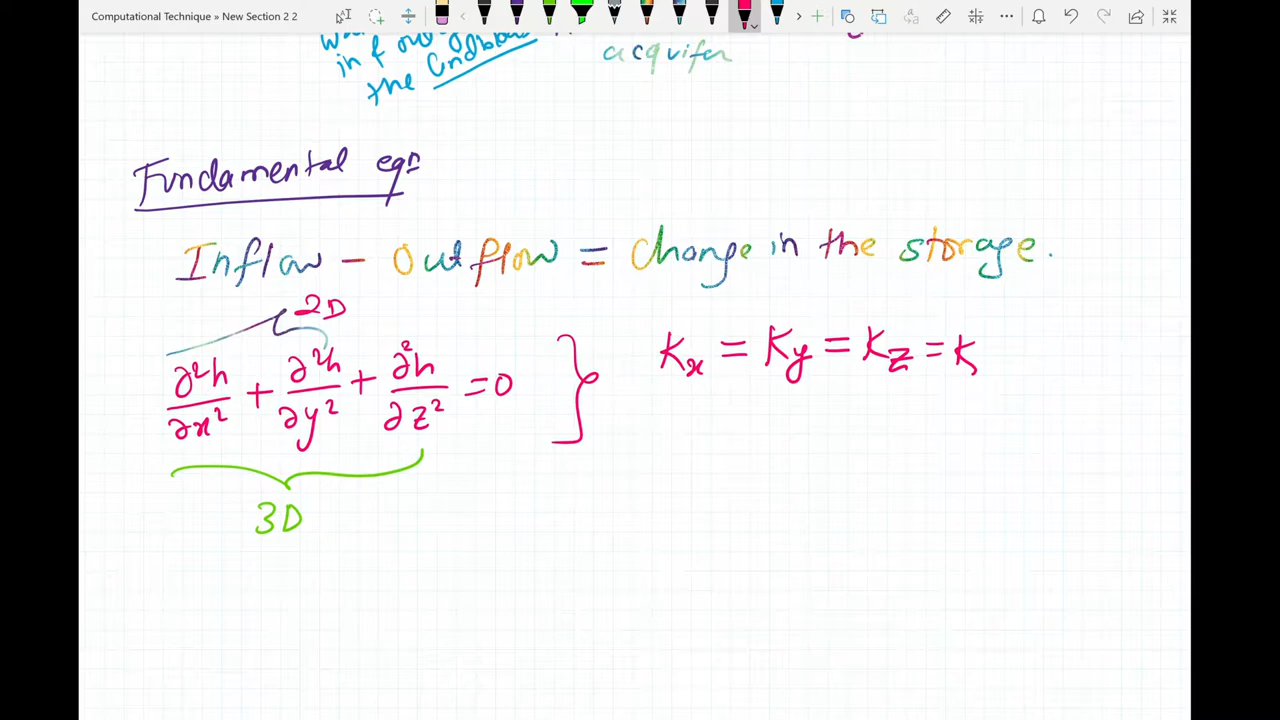 Computational Technique » New Section 2 2
in f
the Conditions
acquifer
Fundamental eqn
Inflow - Outflow = Change in the storage.
2D
∂²h/∂x² + ∂²h/∂y² + ∂²h/∂z² = 0 } Kx = Ky = Kz = K
3D